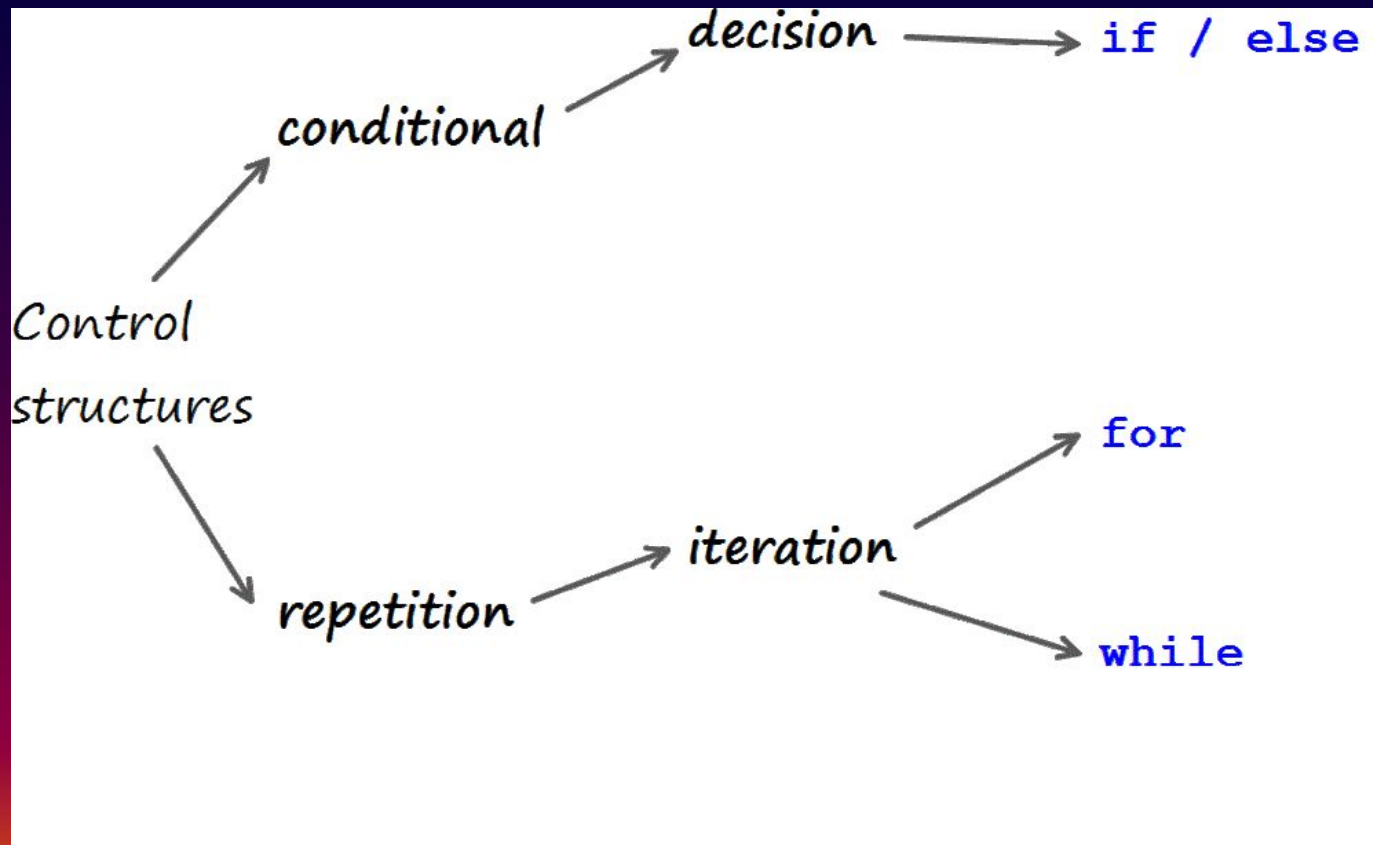 decision
if / else
conditional
Control
structures
for
iteration
repetition
while